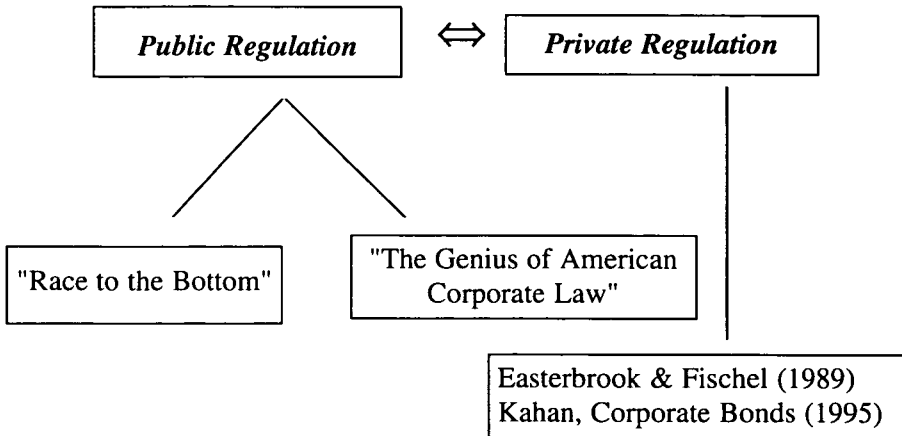 Public Regulation
Private Regulation
"Race to the Bottom"
"The Genius of American
Corporate Law"
Easterbrook & Fischel (1989)
Kahan, Corporate Bonds (1995)